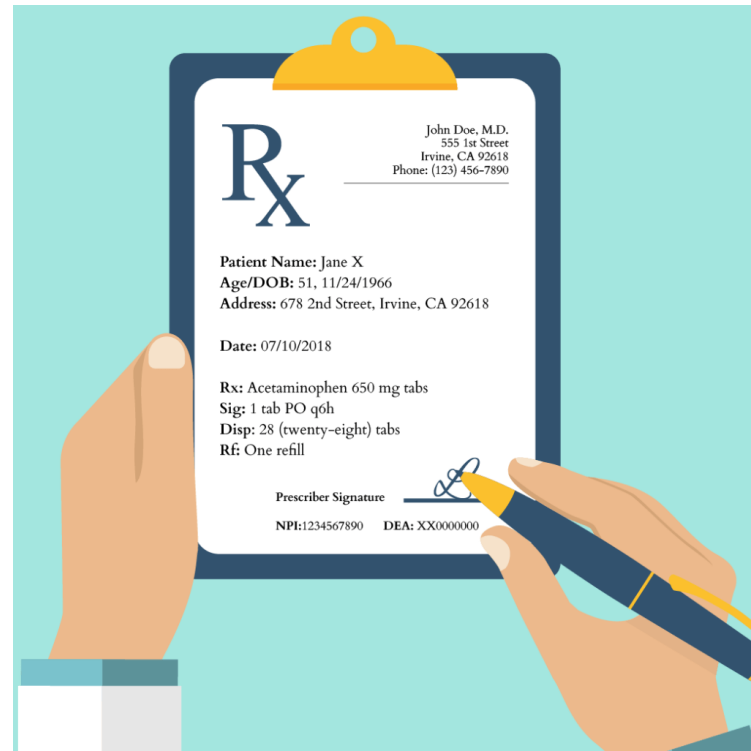 Rx
John Doe, M.D.
555 1st Street
Irvine, CA 92618
Phone: (123) 456-7890
Patient Name: Jane X
Age/DOB: 51, 11/24/1966
Address: 678 2nd Street, Irvine, CA 92618
Date: 07/10/2018
Rx: Acetaminophen 650 mg tabs
Sig: 1 tab PO q6h
Disp: 28 (twenty-eight) tabs
Rf: One refill
Prescriber Signature
NPI:1234567890 DEA: XX0000000